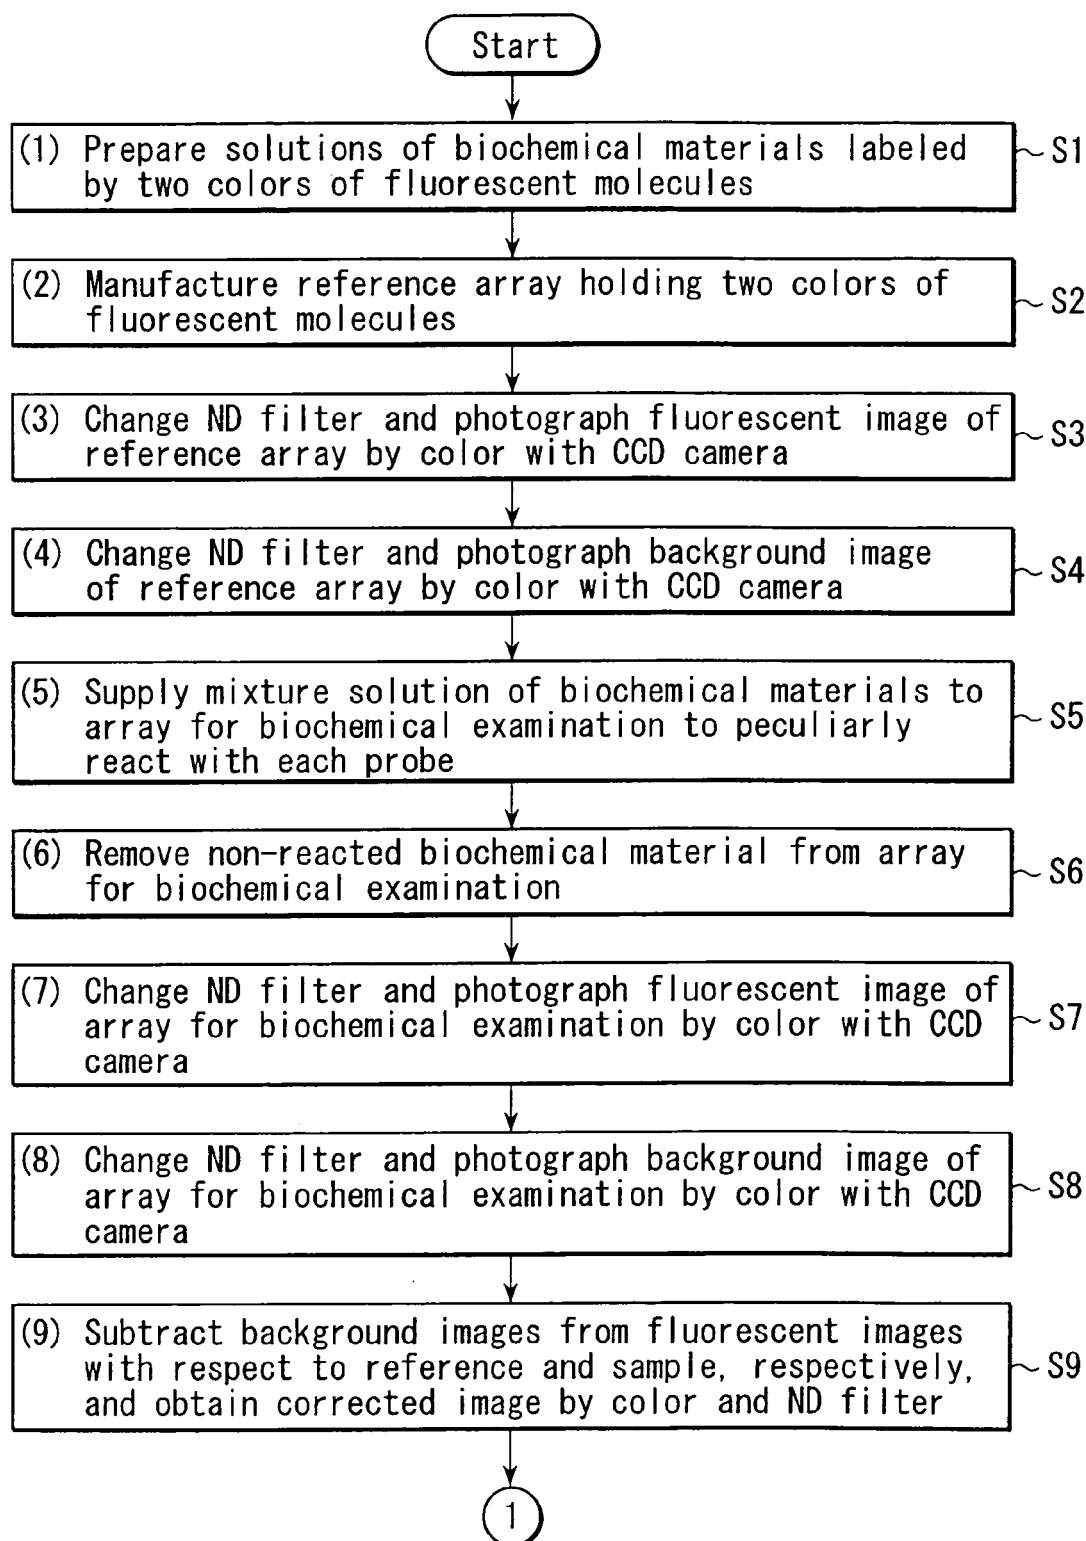 Start
(1) Prepare solutions of biochemical materials labeled
by two colors of fluorescent molecules
S1
(2) Manufacture reference array holding two colors of
fluorescent molecules
S2
(3) Change ND filter and photograph fluorescent image of
reference array by color with CCD camera
S3
(4) Change ND filter and photograph background image
of reference array by color with CCD camera
S4
(5) Supply mixture solution of biochemical materials to
array for biochemical examination to peculiarly
react with each probe
S5
(6) Remove non-reacted biochemical material from array
for biochemical examination
S6
(7) Change ND filter and photograph fluorescent image of
array for biochemical examination by color with CCD
camera
S7
(8) Change ND filter and photograph background image of
array for biochemical examination by color with CCD
camera
S8
(9) Subtract background images from fluorescent images
with respect to reference and sample, respectively,
and obtain corrected image by color and ND filter
S9
1